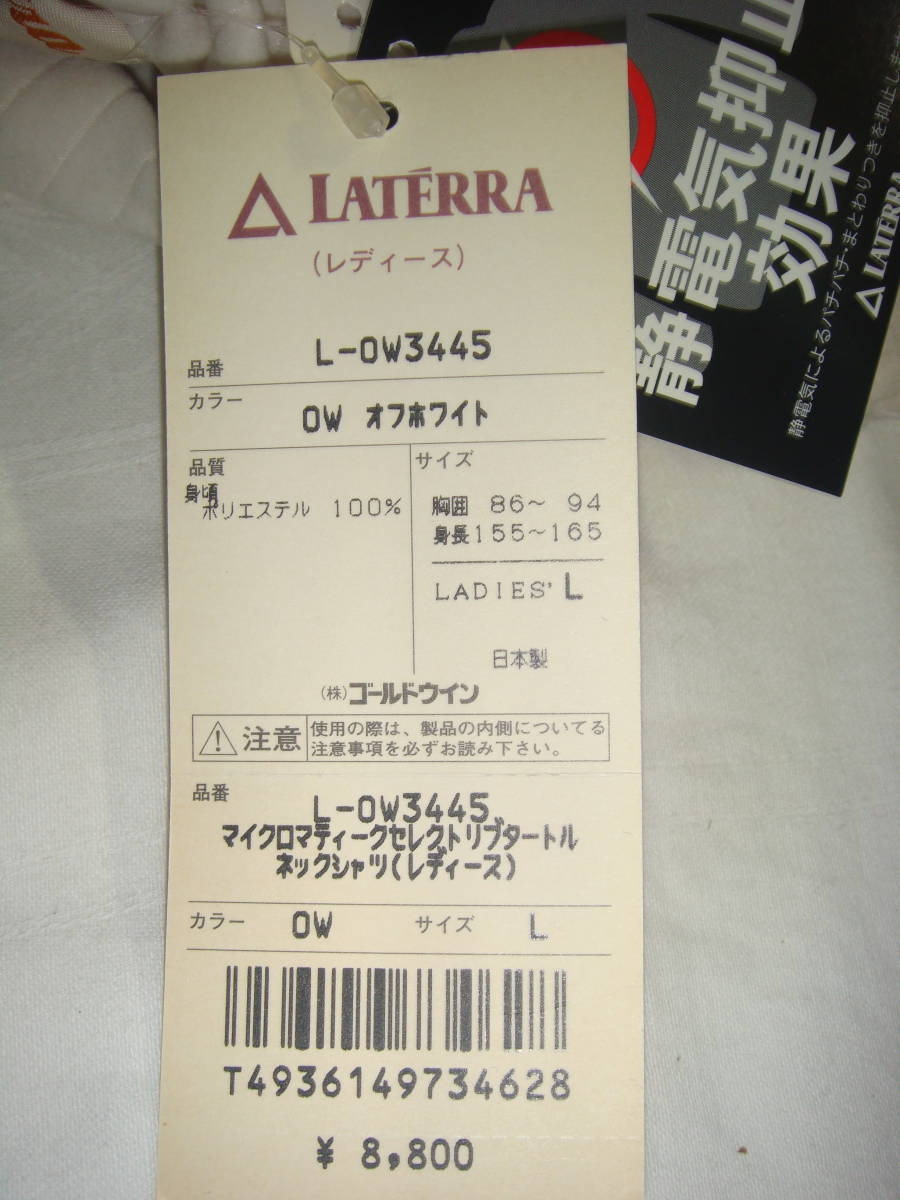 LATÉRRA
(レディース)
品番 L-OW3445
カラー
OW オフホワイト
品質
身頃
ポリエステル 100%
サイズ
胸囲 86~ 94
身長155~165
LADIES' L
日本製
(株)ゴールドウイン
注意
使用の際は、製品の内側についてる
注意事項を必ずお読み下さい。
品番 L-OW3445
マイクロマティークセレクトリブタートル
ネックシャツ(レディース)
カラー OW サイズ L
T4936149734628
¥ 8,800
静電気抑止
効果
静電気によるパチパチ・まとわりつきを抑止します
LATÉRRA